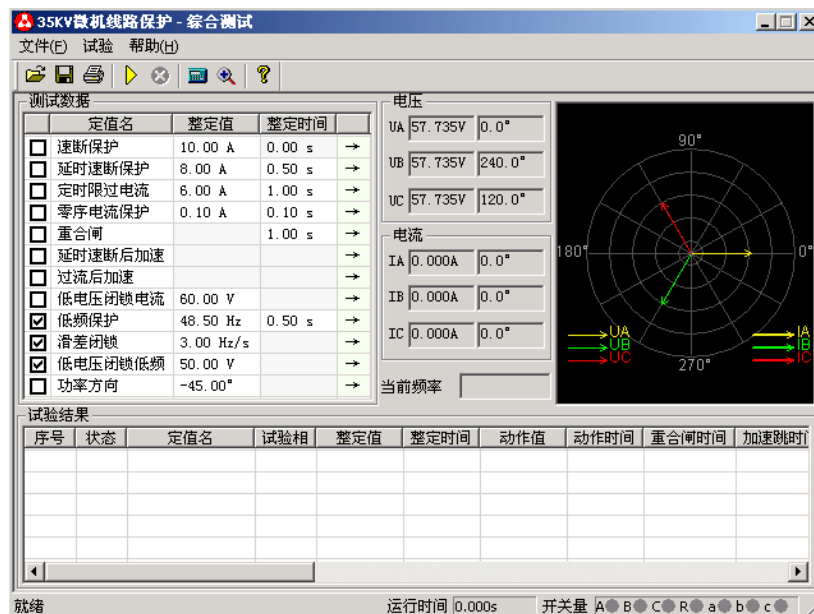 35KV微机线路保护 - 综合测试
文件(F) 试验 帮助(H)
测试数据
定值名 整定值 整定时间
速断保护 10.00 A 0.00 s →
延时速断保护 8.00 A 0.50 s →
定时限过电流 6.00 A 1.00 s →
零序电流保护 0.10 A 0.10 s →
重合闸 1.00 s →
延时速断后加速 →
过流后加速 →
低电压闭锁电流 60.00 V →
低频保护 48.50 Hz 0.50 s →
滑差闭锁 3.00 Hz/s →
低电压闭锁低频 50.00 V →
功率方向 -45.00° →
电压
UA 57.735V 0.0°
UB 57.735V 240.0°
UC 57.735V 120.0°
电流
IA 0.000A 0.0°
IB 0.000A 0.0°
IC 0.000A 0.0°
当前频率
90°
180° 0°
270°
UA IA
UB IB
UC IC
试验结果
序号 状态 定值名 试验相 整定值 整定时间 动作值 动作时间 重合闸时间 加速跳时
就绪 运行时间 0.000s 开关量 A B C R a b c